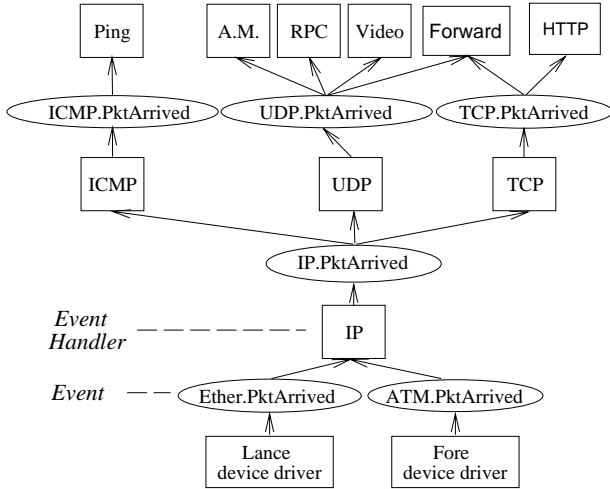 Ping
A.M.
RPC
Video
Forward
HTTP
ICMP.PktArrived
UDP.PktArrived
TCP.PktArrived
ICMP
UDP
TCP
IP.PktArrived
Event
Handler
IP
Event
Ether.PktArrived
ATM.PktArrived
Lance
device driver
Fore
device driver